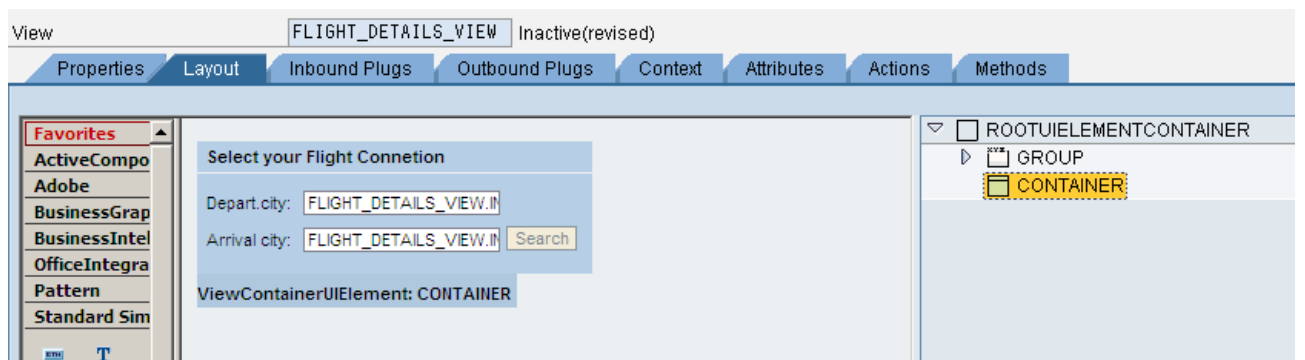 View FLIGHT_DETAILS_VIEW Inactive(revised)
Properties Layout Inbound Plugs Outbound Plugs Context Attributes Actions Methods
Favorites
ActiveCompo
Adobe
BusinessGrap
BusinessIntel
OfficeIntegra
Pattern
Standard Sim
T
Select your Flight Connetion
Depart.city: FLIGHT_DETAILS_VIEW.IN
Arrival city: FLIGHT_DETAILS_VIEW.IN Search
ViewContainerUIElement: CONTAINER
ROOTUIELEMENTCONTAINER
XYZ GROUP
CONTAINER